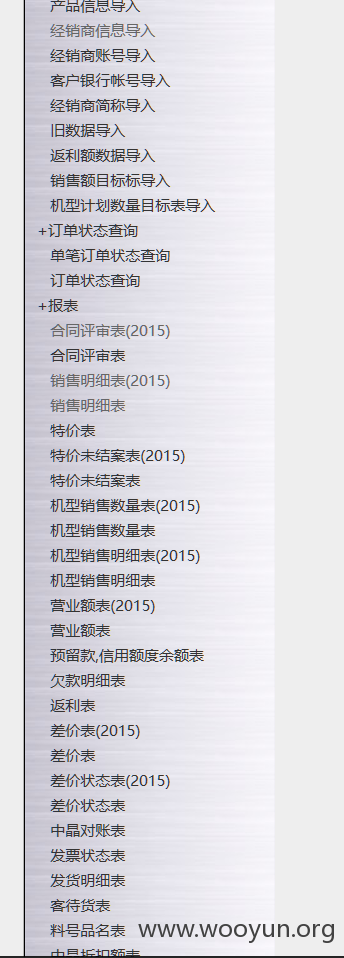 产品信息导入
经销商信息导入
经销商账号导入
客户银行帐号导入
经销商简称导入
旧数据导入
返利额数据导入
销售额目标标导入
机型计划数量目标表导入
+订单状态查询
单笔订单状态查询
订单状态查询
+报表
合同评审表(2015)
合同评审表
销售明细表(2015)
销售明细表
特价表
特价未结案表(2015)
特价未结案表
机型销售数量表(2015)
机型销售数量表
机型销售明细表(2015)
机型销售明细表
营业额表(2015)
营业额表
预留款,信用额度余额表
欠款明细表
返利表
差价表(2015)
差价表
差价状态表(2015)
差价状态表
中晶对账表
发票状态表
发货明细表
客待货表
料号品名表
www.wooyun.org
中晶折扣额表